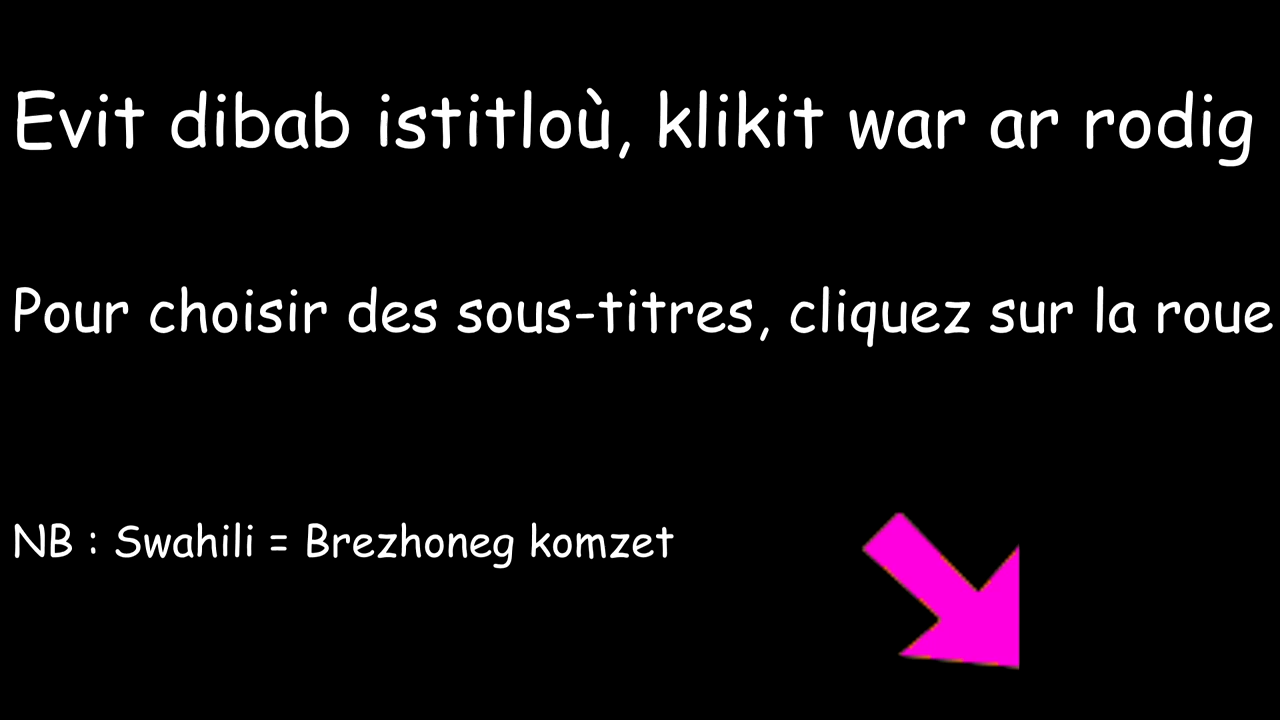 Evit dibab istitloù, klikit war ar rodig
Pour choisir des sous-titres, cliquez sur la roue
NB : Swahili = Brezhoneg komzet